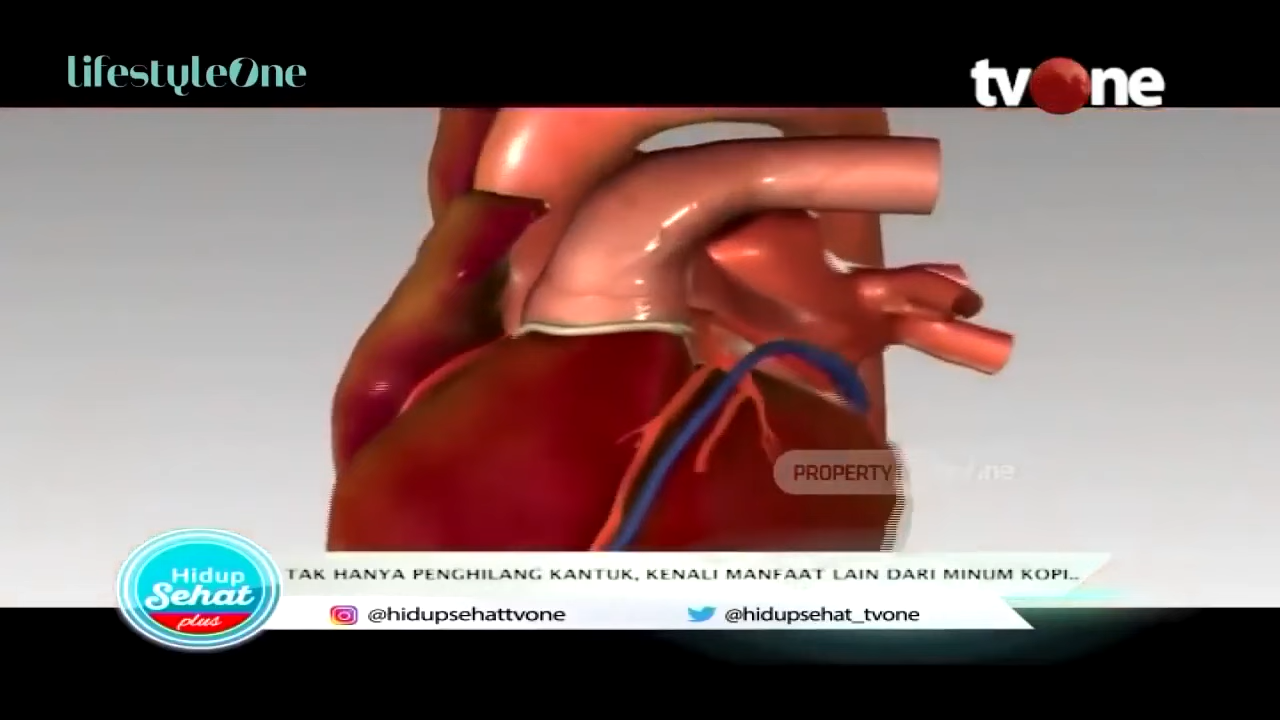 lifestyleOne
tvOne
PROPERTY
Hidup
Sehat
plus
TAK HANYA PENGHILANG KANTUK, KENALI MANFAAT LAIN DARI MINUM KOPI..
@hidupsehattvone
@hidupsehat_tvone